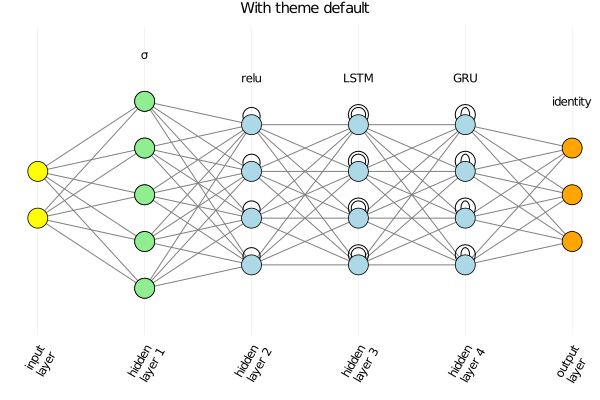 With theme default
σ
relu
LSTM
GRU
identity
input
layer
hidden
layer 1
hidden
layer 2
hidden
layer 3
hidden
layer 4
output
layer